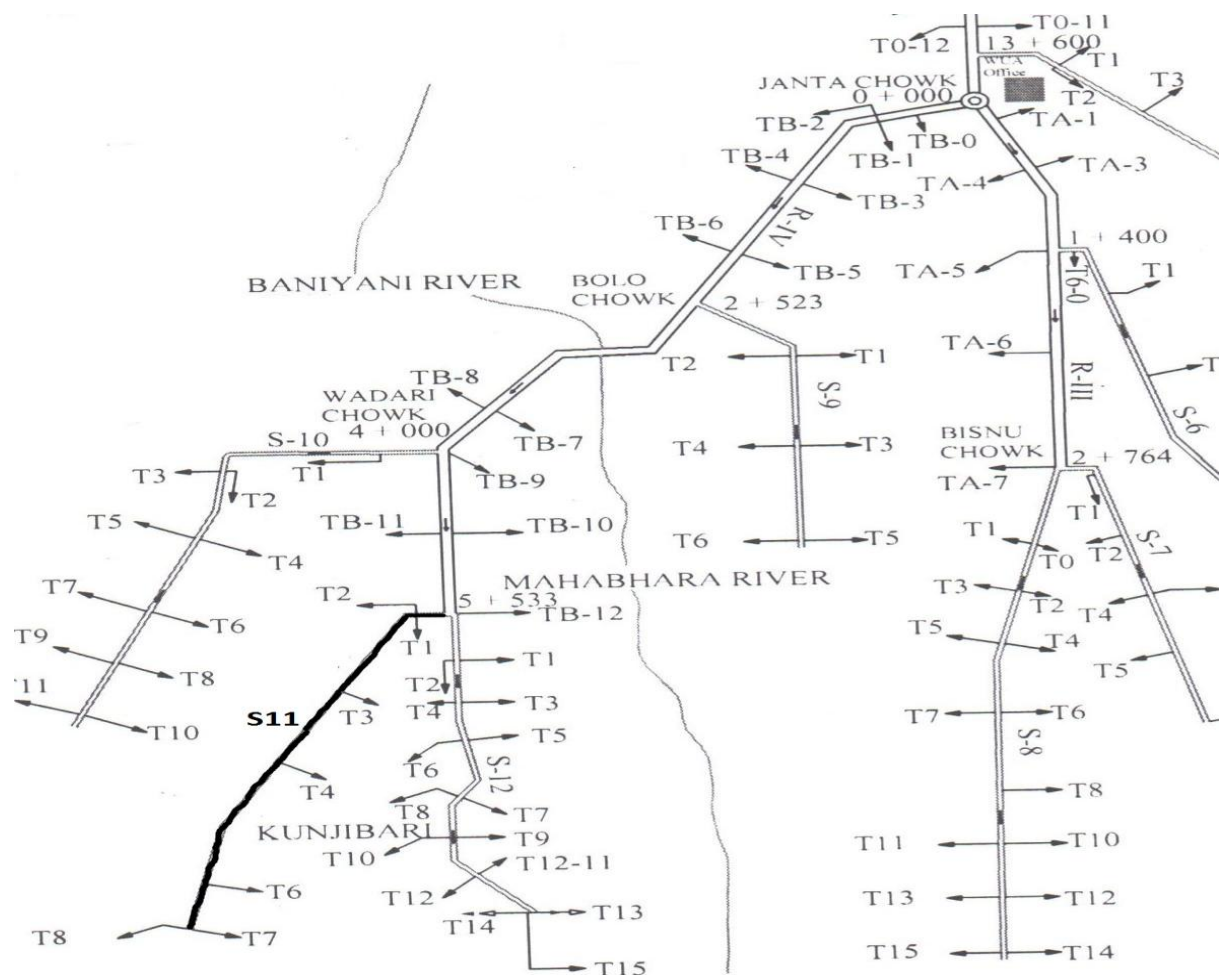 T0-11
T0-12
13 + 600
WUA
Office
T1
T2
T3
JANTA CHOWK
0 + 000
TA-1
TB-2
TB-0
TB-1
TA-3
TA-4
TB-4
TB-3
R-IV
TB-6
TB-5
1 + 400
TA-5
T6-0
T1
BANIYANI RIVER
BOLO
CHOWK
2 + 523
TA-6
T2
T1
R-III
T
TB-8
S-9
S-6
WADARI
CHOWK
4 + 000
TB-7
S-10
T1
T4
T3
BISNU
CHOWK
2 + 764
T3
T2
TB-9
TA-7
T1
T5
T4
TB-11
TB-10
T6
T5
T1
T0
T2
S-7
MAHABHARA RIVER
T7
T6
T2
5 + 533
TB-12
T3
T2
T4
T9
T8
T1
T1
T5
T4
T5
T2
T11
T10
S11
T3
T4
T3
T7
T6
T5
T6
S-12
S-8
T4
T8
T7
T8
KUNJIBARI
T9
T10
T11
T10
T12-11
T6
T12
T13
T12
T14
T13
T8
T7
T15
T15
T14